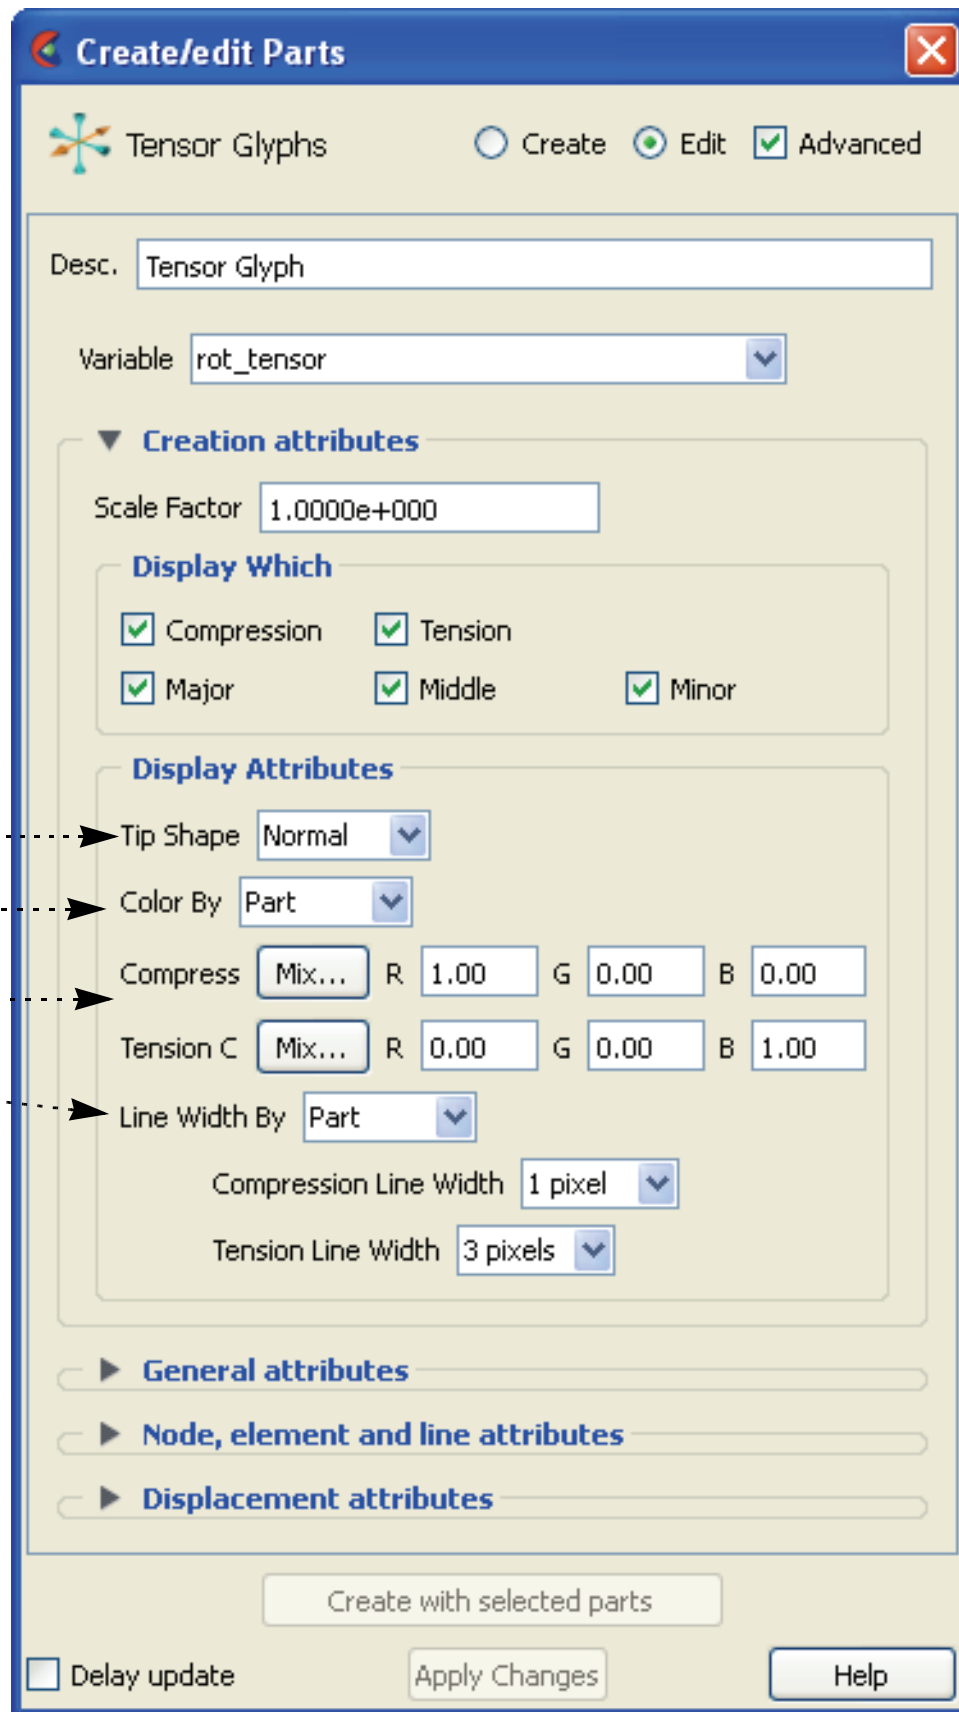 Create/edit Parts
Tensor Glyphs Create Edit Advanced
Desc. Tensor Glyph
Variable rot_tensor
Creation attributes
Scale Factor 1.0000e+000
Display Which
Compression Tension
Major Middle Minor
Display Attributes
Tip Shape Normal
Color By Part
Compress Mix... R 1.00 G 0.00 B 0.00
Tension C Mix... R 0.00 G 0.00 B 1.00
Line Width By Part
Compression Line Width 1 pixel
Tension Line Width 3 pixels
General attributes
Node, element and line attributes
Displacement attributes
Create with selected parts
Delay update Apply Changes Help